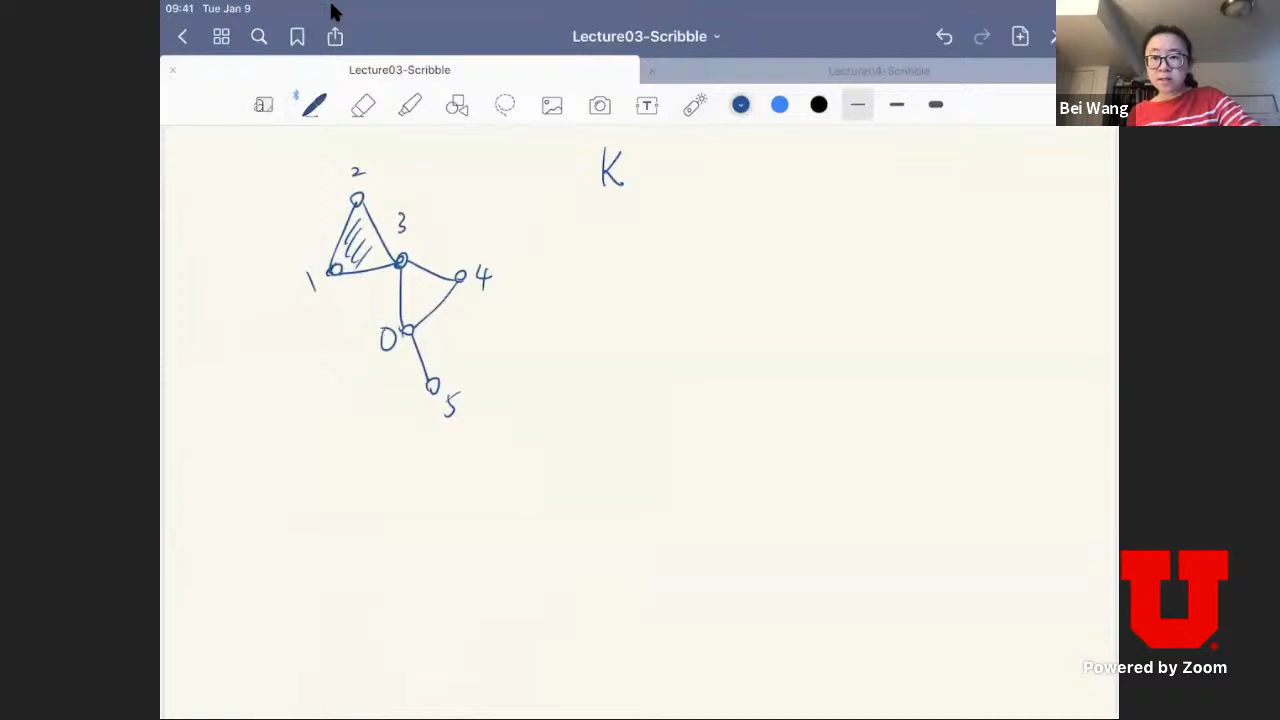 09:41 Tue Jan 9
Lecture03-Scribble
Lecture03-Scribble
Lecture04-Scribble
T
Bei Wang
K
2
3
1
4
0
5
U
Powered by Zoom